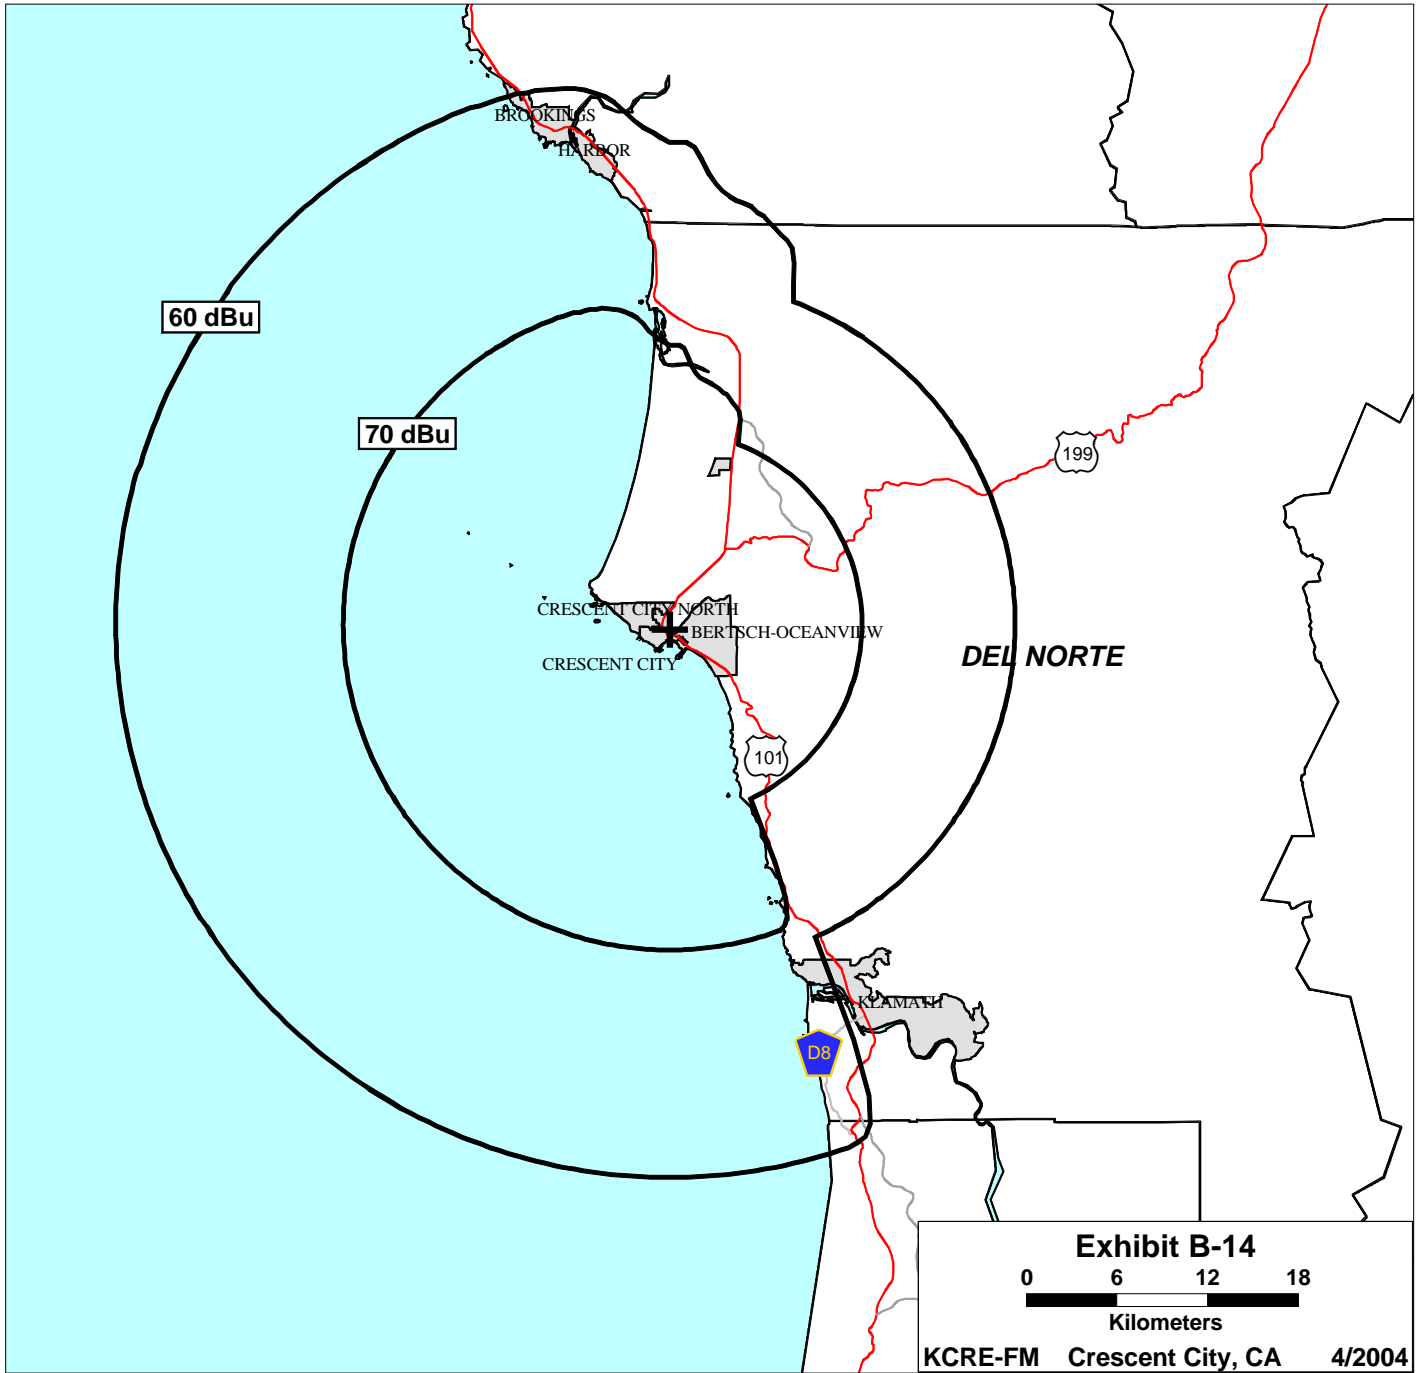 BROOKINGS
HARBOR
60 dBu
70 dBu
199
CRESCENT CITY NORTH
BERTSCH-OCEANVIEW
CRESCENT CITY
DEL NORTE
101
KLAMATH
D8
Exhibit B-14
0 6 12 18
Kilometers
KCRE-FM Crescent City, CA 4/2004